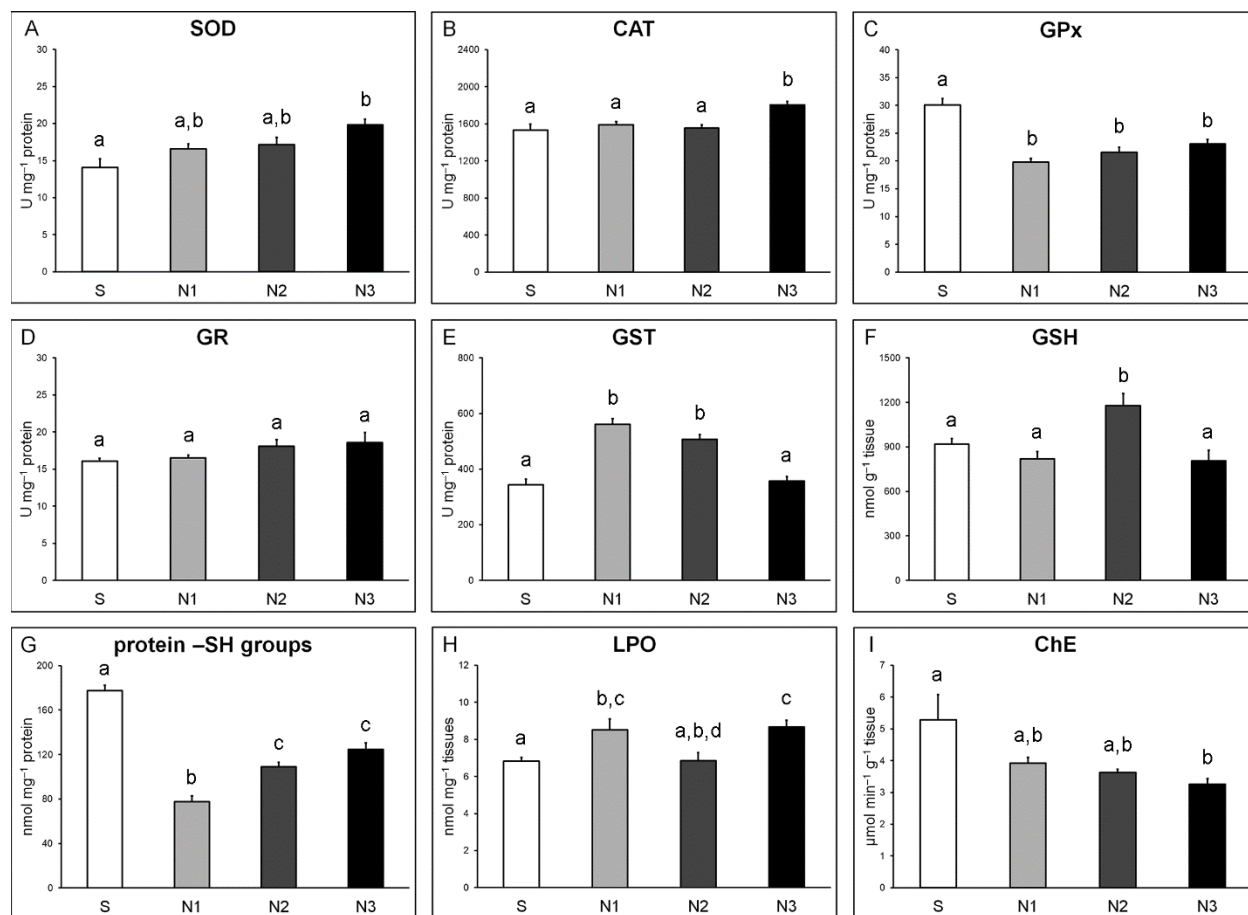 A SOD
30
25
20
15
10
5
0
U mg⁻¹ protein
a
a,b
a,b
b
S N1 N2 N3
B CAT
2400
2000
1600
1200
800
400
0
U mg⁻¹ protein
a
a
a
b
S N1 N2 N3
C GPx
40
35
30
25
20
15
10
5
0
U mg⁻¹ protein
a
b
b
b
S N1 N2 N3
D GR
30
25
20
15
10
5
0
U mg⁻¹ protein
a
a
a
a
S N1 N2 N3
E GST
800
600
400
200
0
U mg⁻¹ protein
a
b
b
a
S N1 N2 N3
F GSH
1500
1200
900
600
300
0
nmol g⁻¹ tissue
a
a
b
a
S N1 N2 N3
G protein –SH groups
200
160
120
80
40
0
nmol mg⁻¹ protein
a
b
c
c
S N1 N2 N3
H LPO
12
10
8
6
4
2
0
nmol mg⁻¹ tissues
a
b,c
a,b,d
c
S N1 N2 N3
I ChE
7
6
5
4
3
2
1
0
µmol min⁻¹ g⁻¹ tissue
a
a,b
a,b
b
S N1 N2 N3